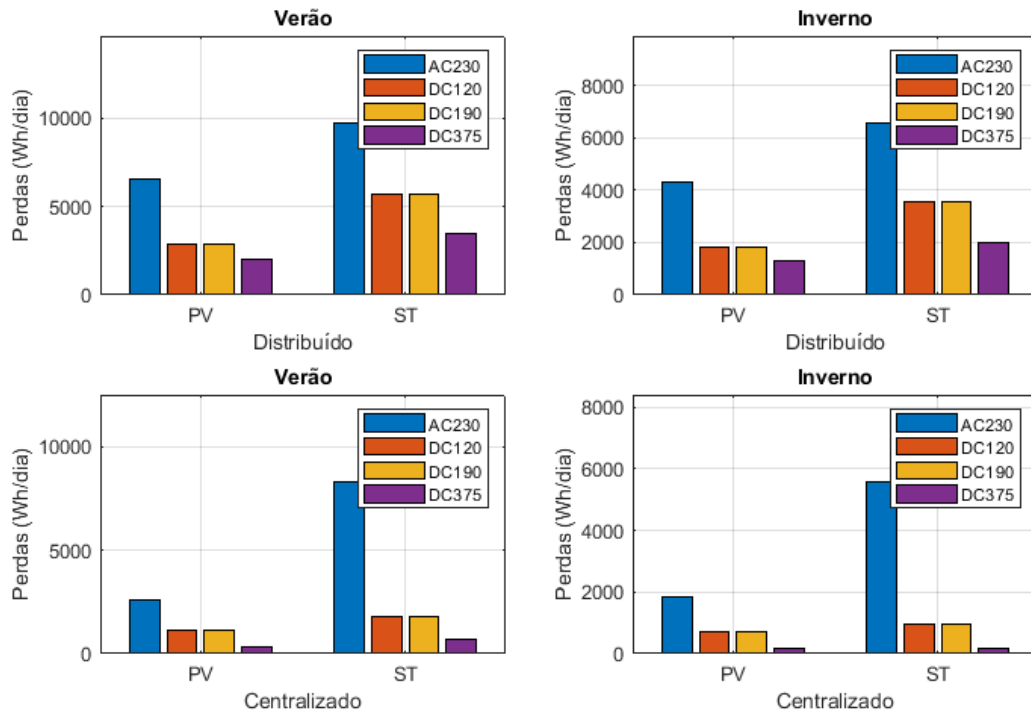 Verão
Perdas (Wh/dia)
10000
5000
0
AC230
DC120
DC190
DC375
PV
ST
Distribuído
Inverno
Perdas (Wh/dia)
8000
6000
4000
2000
0
AC230
DC120
DC190
DC375
PV
ST
Distribuído
Verão
Perdas (Wh/dia)
10000
5000
0
AC230
DC120
DC190
DC375
PV
ST
Centralizado
Inverno
Perdas (Wh/dia)
8000
6000
4000
2000
0
AC230
DC120
DC190
DC375
PV
ST
Centralizado